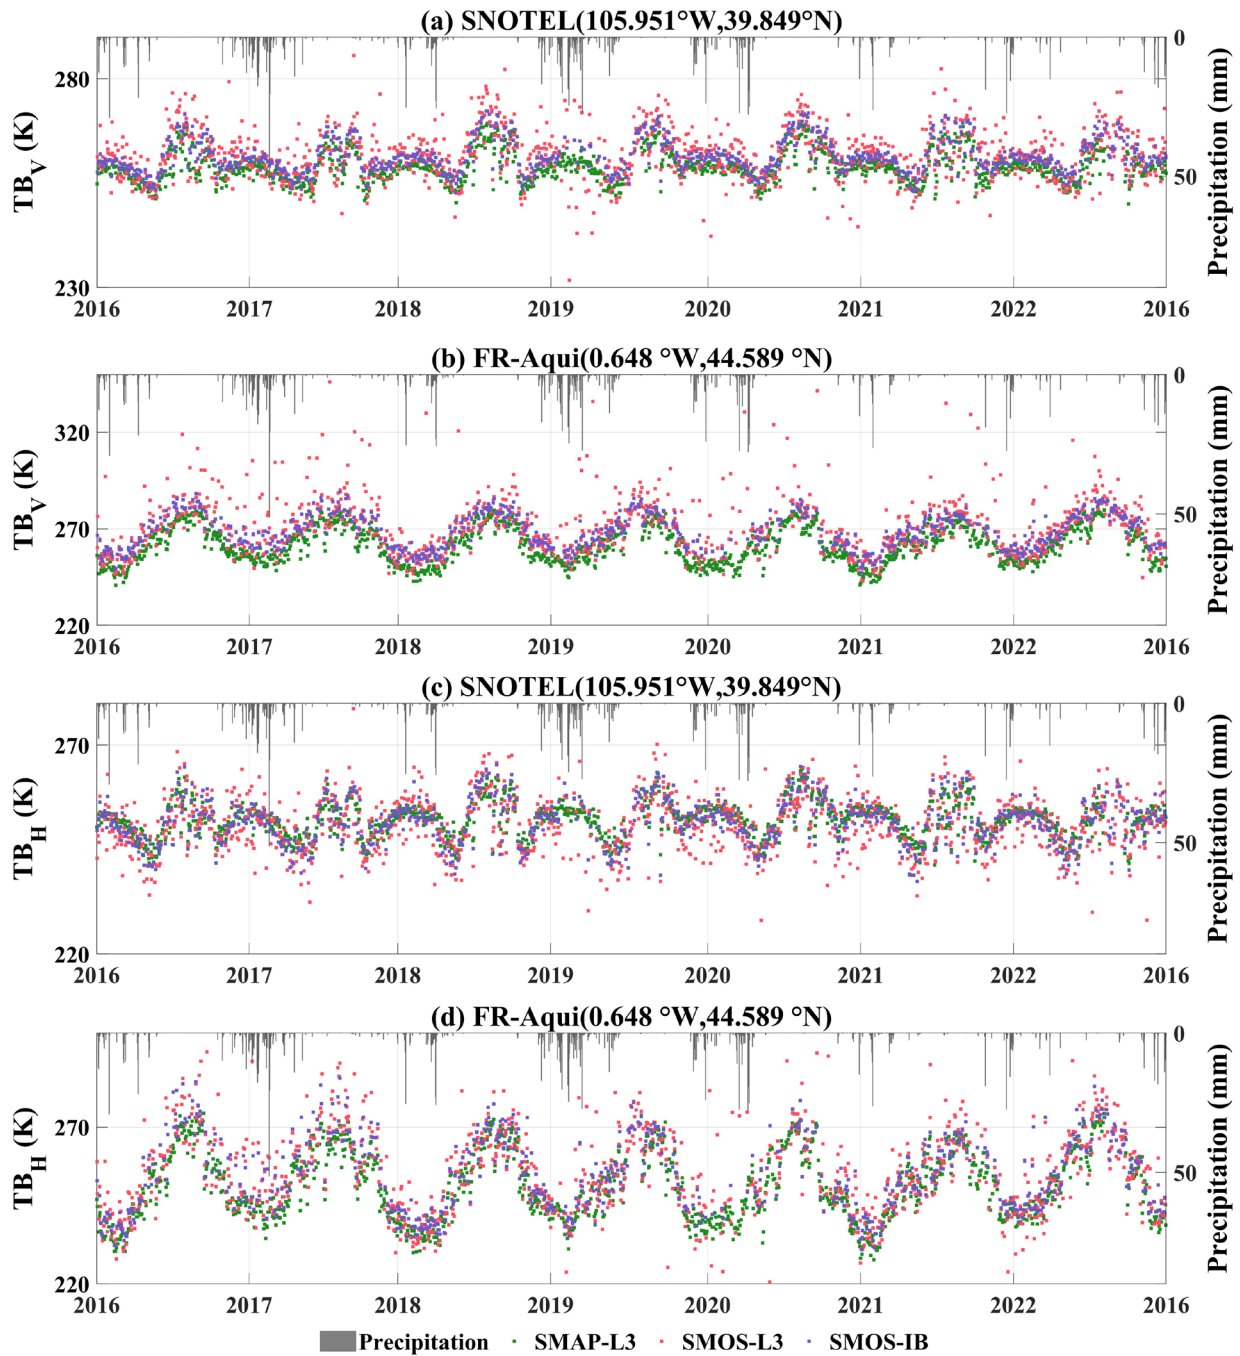 (a) SNOTEL(105.951°W,39.849°N)
280
230
TB_V (K)
0
50
Precipitation (mm)
2016 2017 2018 2019 2020 2021 2022 2016
(b) FR-Aqui(0.648 °W,44.589 °N)
320
270
220
TB_V (K)
0
50
Precipitation (mm)
2016 2017 2018 2019 2020 2021 2022 2016
(c) SNOTEL(105.951°W,39.849°N)
270
220
TB_H (K)
0
50
Precipitation (mm)
2016 2017 2018 2019 2020 2021 2022 2016
(d) FR-Aqui(0.648 °W,44.589 °N)
270
220
TB_H (K)
0
50
Precipitation (mm)
2016 2017 2018 2019 2020 2021 2022 2016
Precipitation SMAP-L3 SMOS-L3 SMOS-IB